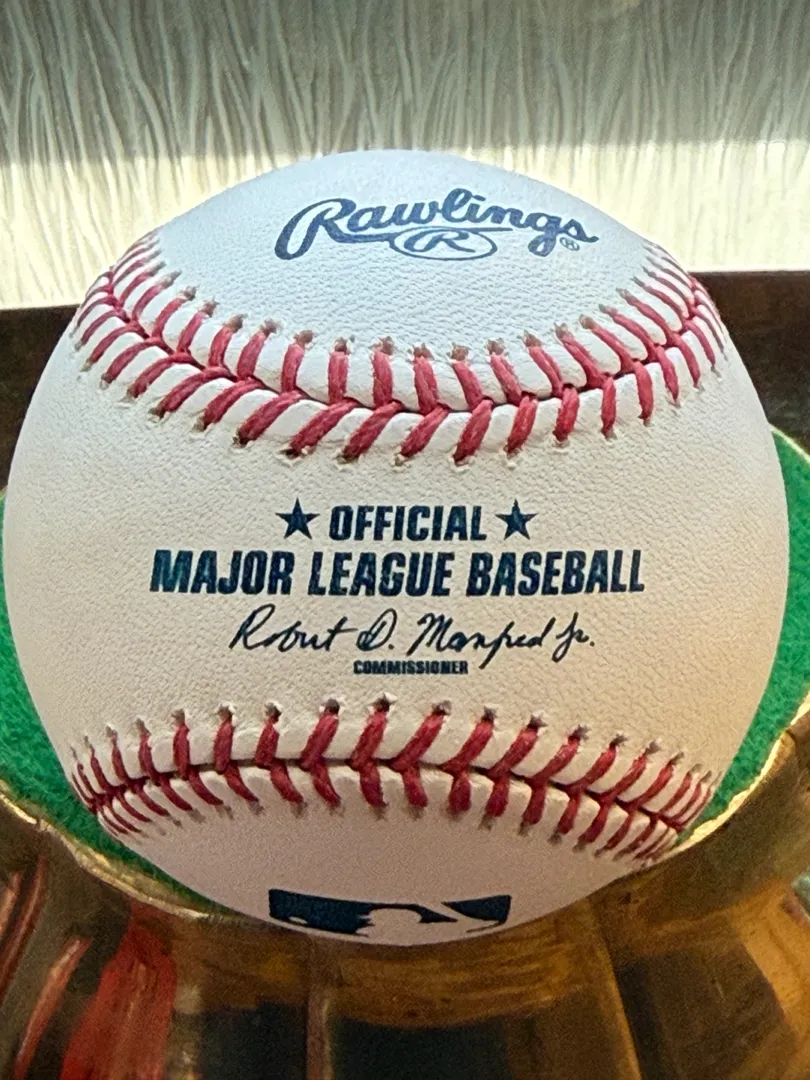 Rawlings®
R
★ OFFICIAL ★
MAJOR LEAGUE BASEBALL
Robert D. Manfred Jr.
COMMISSIONER